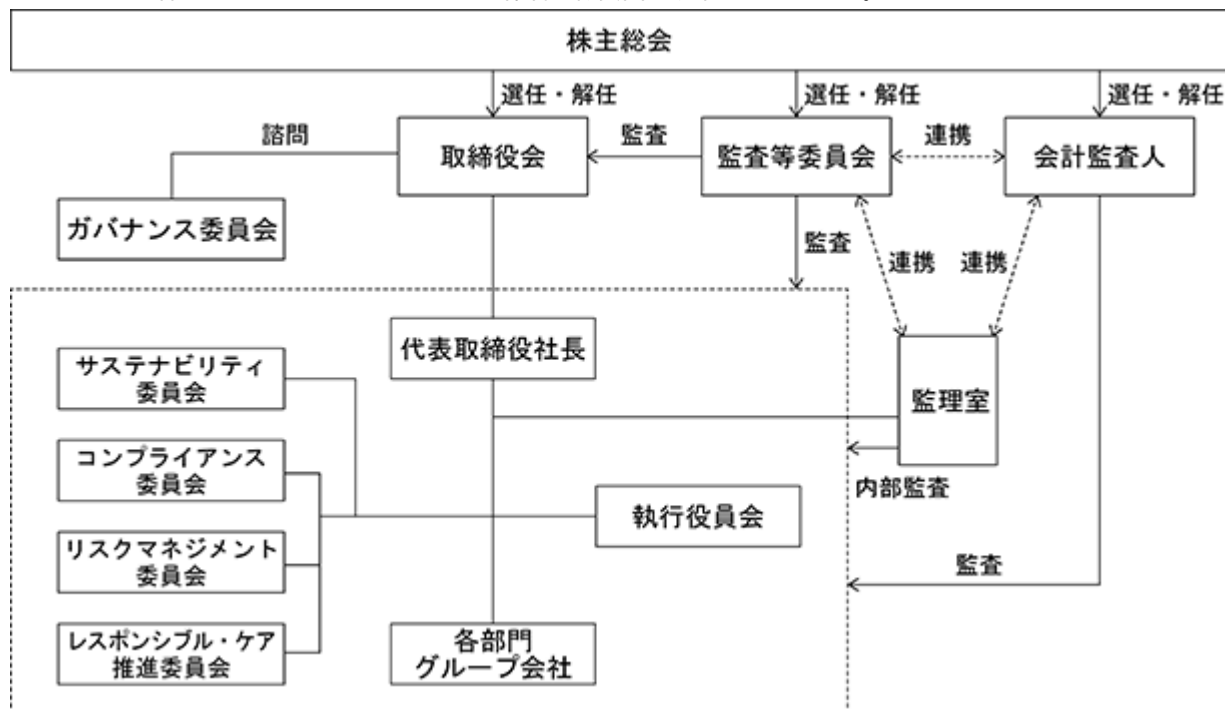 株主総会
選任・解任
選任・解任
選任・解任
諮問
取締役会
監査
監査等委員会
連携
会計監査人
ガバナンス委員会
監査
連携
連携
代表取締役社長
サステナビリティ
委員会
監理室
コンプライアンス
委員会
内部監査
執行役員会
リスクマネジメント
委員会
監査
レスポンシブル・ケア
推進委員会
各部門
グループ会社